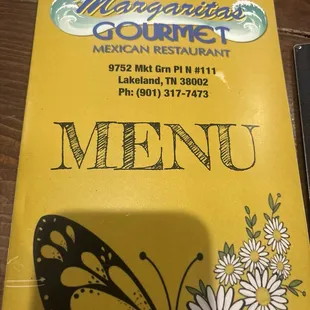 Margaritas
GOURMET
MEXICAN RESTAURANT
9752 Mkt Grn Pl N #111
Lakeland, TN 38002
Ph: (901) 317-7473
MENU